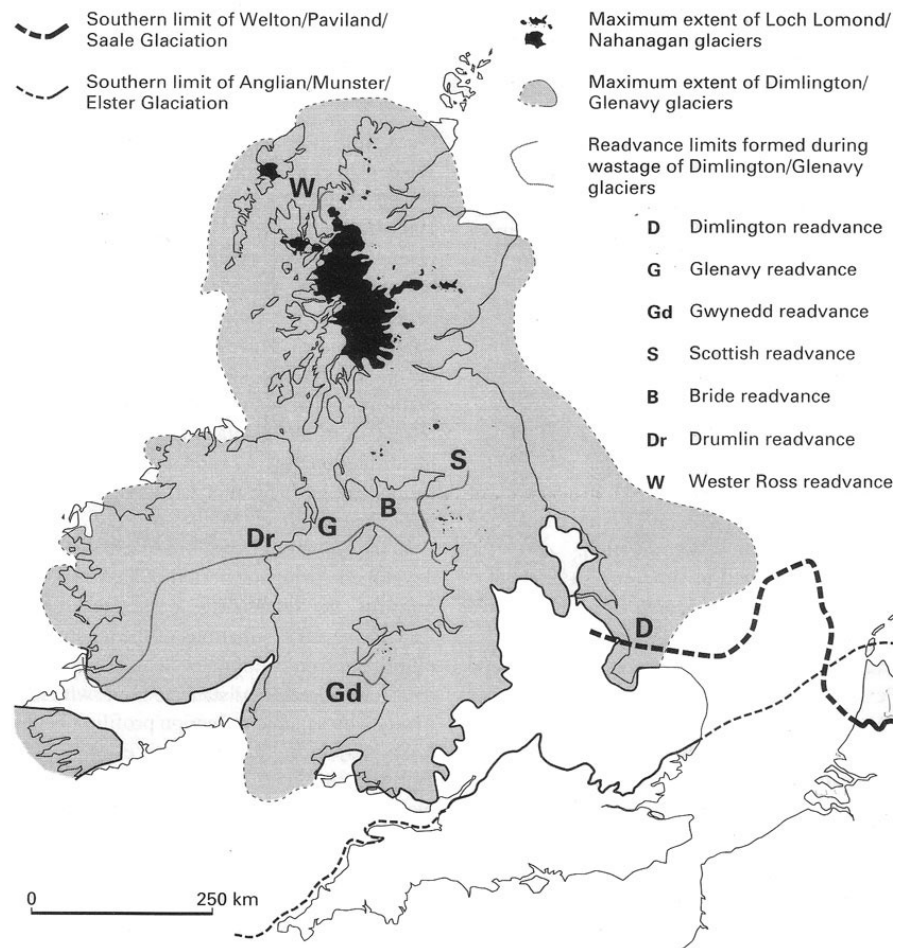 Southern limit of Welton/Paviland/
Saale Glaciation
Southern limit of Anglian/Munster/
Elster Glaciation
Maximum extent of Loch Lomond/
Nahanagan glaciers
Maximum extent of Dimlington/
Glenavy glaciers
Readvance limits formed during
wastage of Dimlington/Glenavy
glaciers
D Dimlington readvance
G Glenavy readvance
Gd Gwynedd readvance
S Scottish readvance
B Bride readvance
Dr Drumlin readvance
W Wester Ross readvance
W
S
B
G
Dr
D
Gd
0 250 km